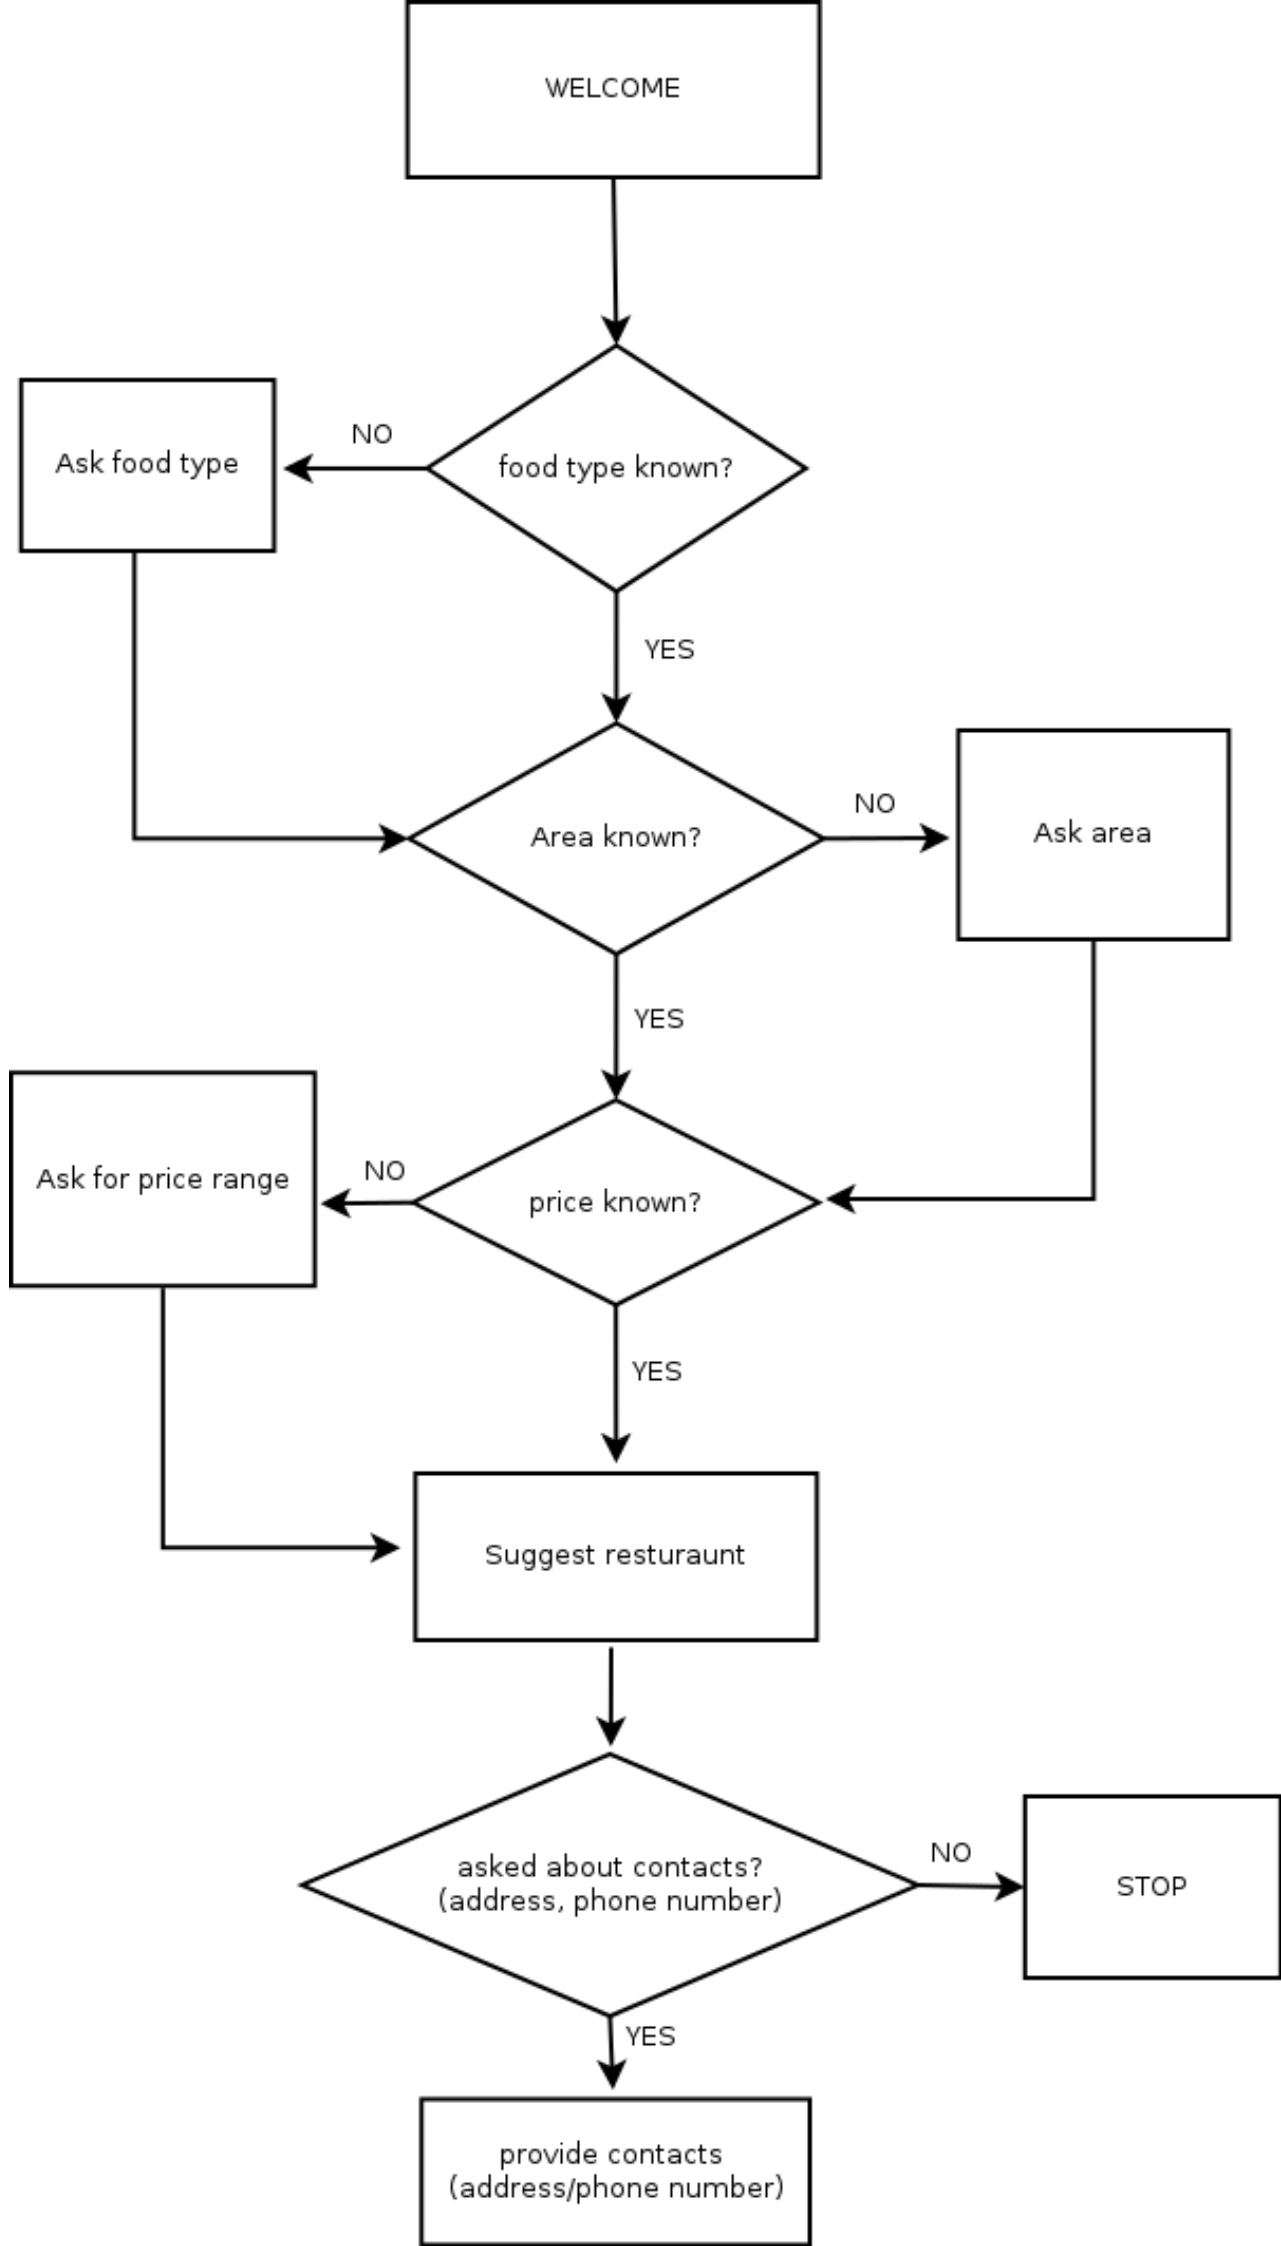 WELCOME
NO
Ask food type
food type known?
YES
NO
Area known?
Ask area
YES
NO
Ask for price range
price known?
YES
Suggest resturaunt
asked about contacts?
(address, phone number)
NO
STOP
YES
provide contacts
(address/phone number)